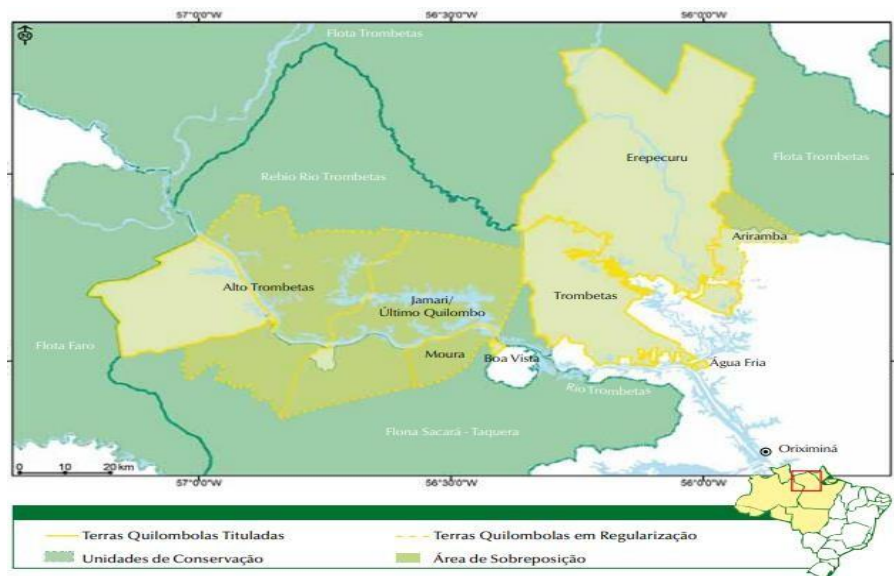 57°0'0"W
56°30'0"W
56°0'0"W
Flota Trombetas
Erepecuru
Flota Trombetas
Rebio Rio Trombetas
Ariramba
Alto Trombetas
Trombetas
Jamari/
Último Quilombo
Flota Faro
Moura
Boa Vista
Água Fria
Rio Trombetas
Flona Sacará - Taquera
Oriximiná
0 10 20 km
57°0'0"W
56°30'0"W
56°0'0"W
Terras Quilombolas Tituladas
Terras Quilombolas em Regularização
Unidades de Conservação
Área de Sobreposição